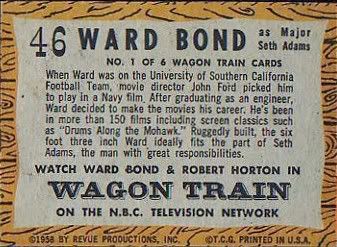 46 WARD BOND as Major Seth Adams
NO. 1 OF 6 WAGON TRAIN CARDS
When Ward was on the University of Southern California
Football Team, movie director John Ford picked him
to play in a Navy film. After graduating as an engineer,
Ward decided to make the movies his career. He's been
in more than 150 films including screen classics such
as "Drums Along the Mohawk." Ruggedly built, the six
foot three inch Ward ideally fits the part of Seth
Adams, the man with great responsibilities.
WATCH WARD BOND & ROBERT HORTON IN
WAGON TRAIN
ON THE N.B.C. TELEVISION NETWORK
©1958 BY REVUE PRODUCTIONS, INC. ©T.C.G. PRINTED IN U.S.A.